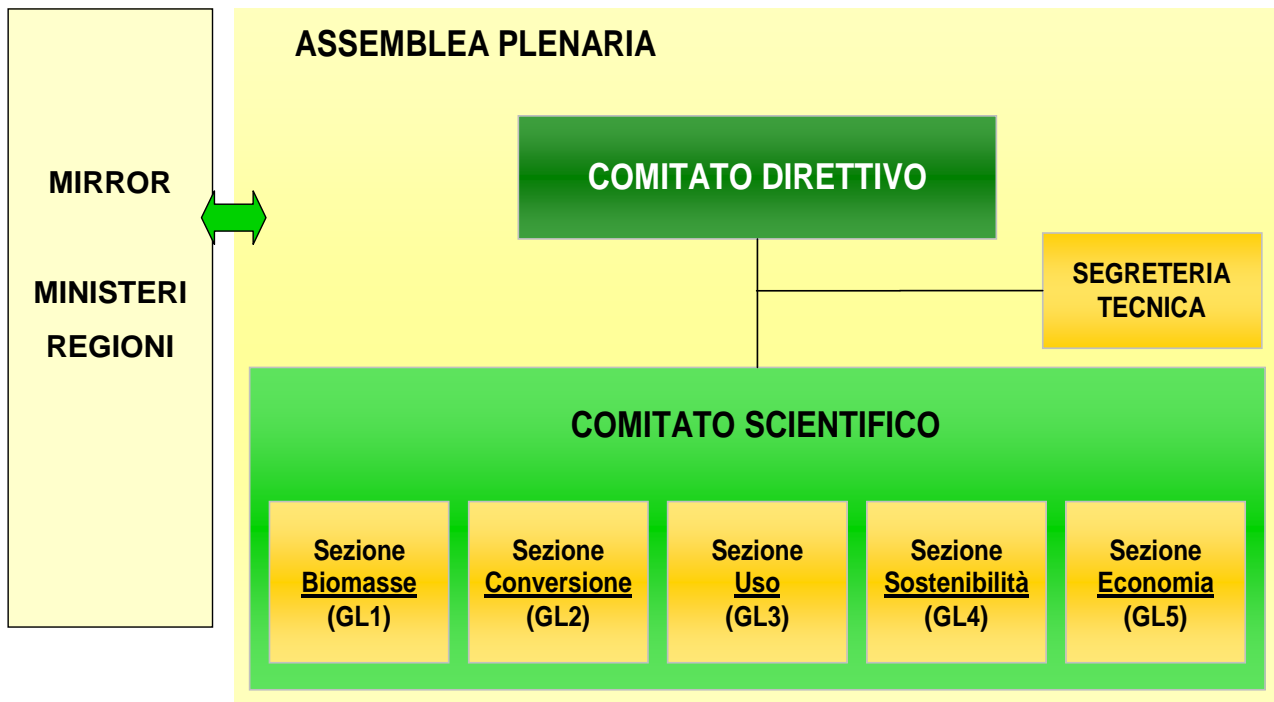 MIRROR
MINISTERI
REGIONI
ASSEMBLEA PLENARIA
COMITATO DIRETTIVO
SEGRETERIA
TECNICA
COMITATO SCIENTIFICO
Sezione
Biomasse
(GL1)
Sezione
Conversione
(GL2)
Sezione
Uso
(GL3)
Sezione
Sostenibilità
(GL4)
Sezione
Economia
(GL5)